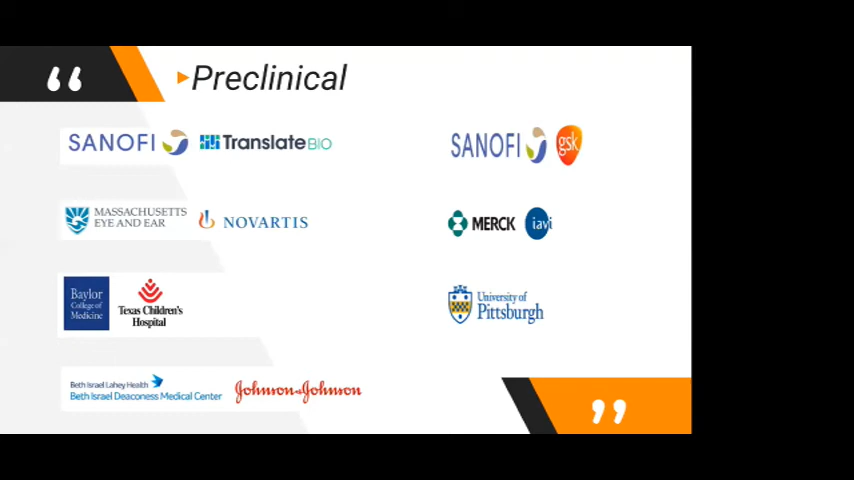 Preclinical
SANOFI TranslateBIO
SANOFI gsk
MASSACHUSETTS
EYE AND EAR
NOVARTIS
MERCK iavi
Baylor
College of
Medicine
Texas Children's
Hospital
University of
Pittsburgh
Beth Israel Lahey Health
Beth Israel Deaconess Medical Center
Johnson & Johnson